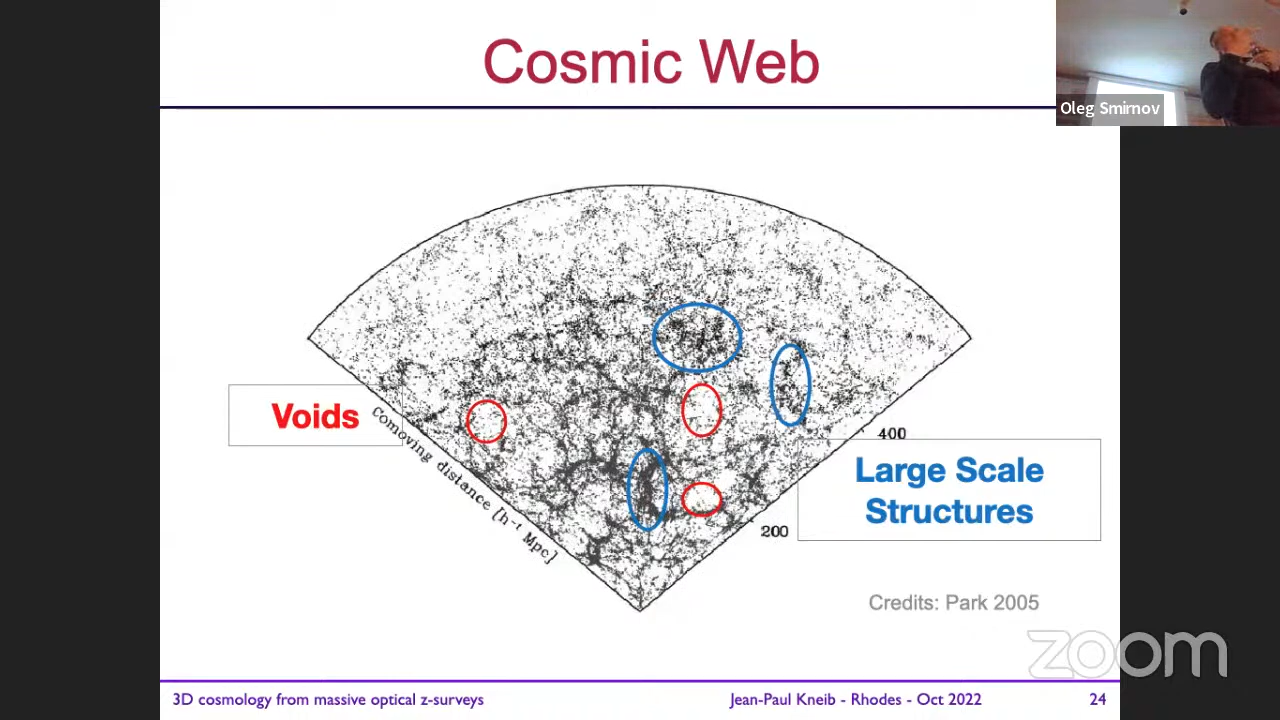 Cosmic Web
Oleg Smirnov
Voids
comoving distance [h⁻¹ Mpc]
400
Large Scale
Structures
200
Credits: Park 2005
zoom
3D cosmology from massive optical z-surveys
Jean-Paul Kneib - Rhodes - Oct 2022
24